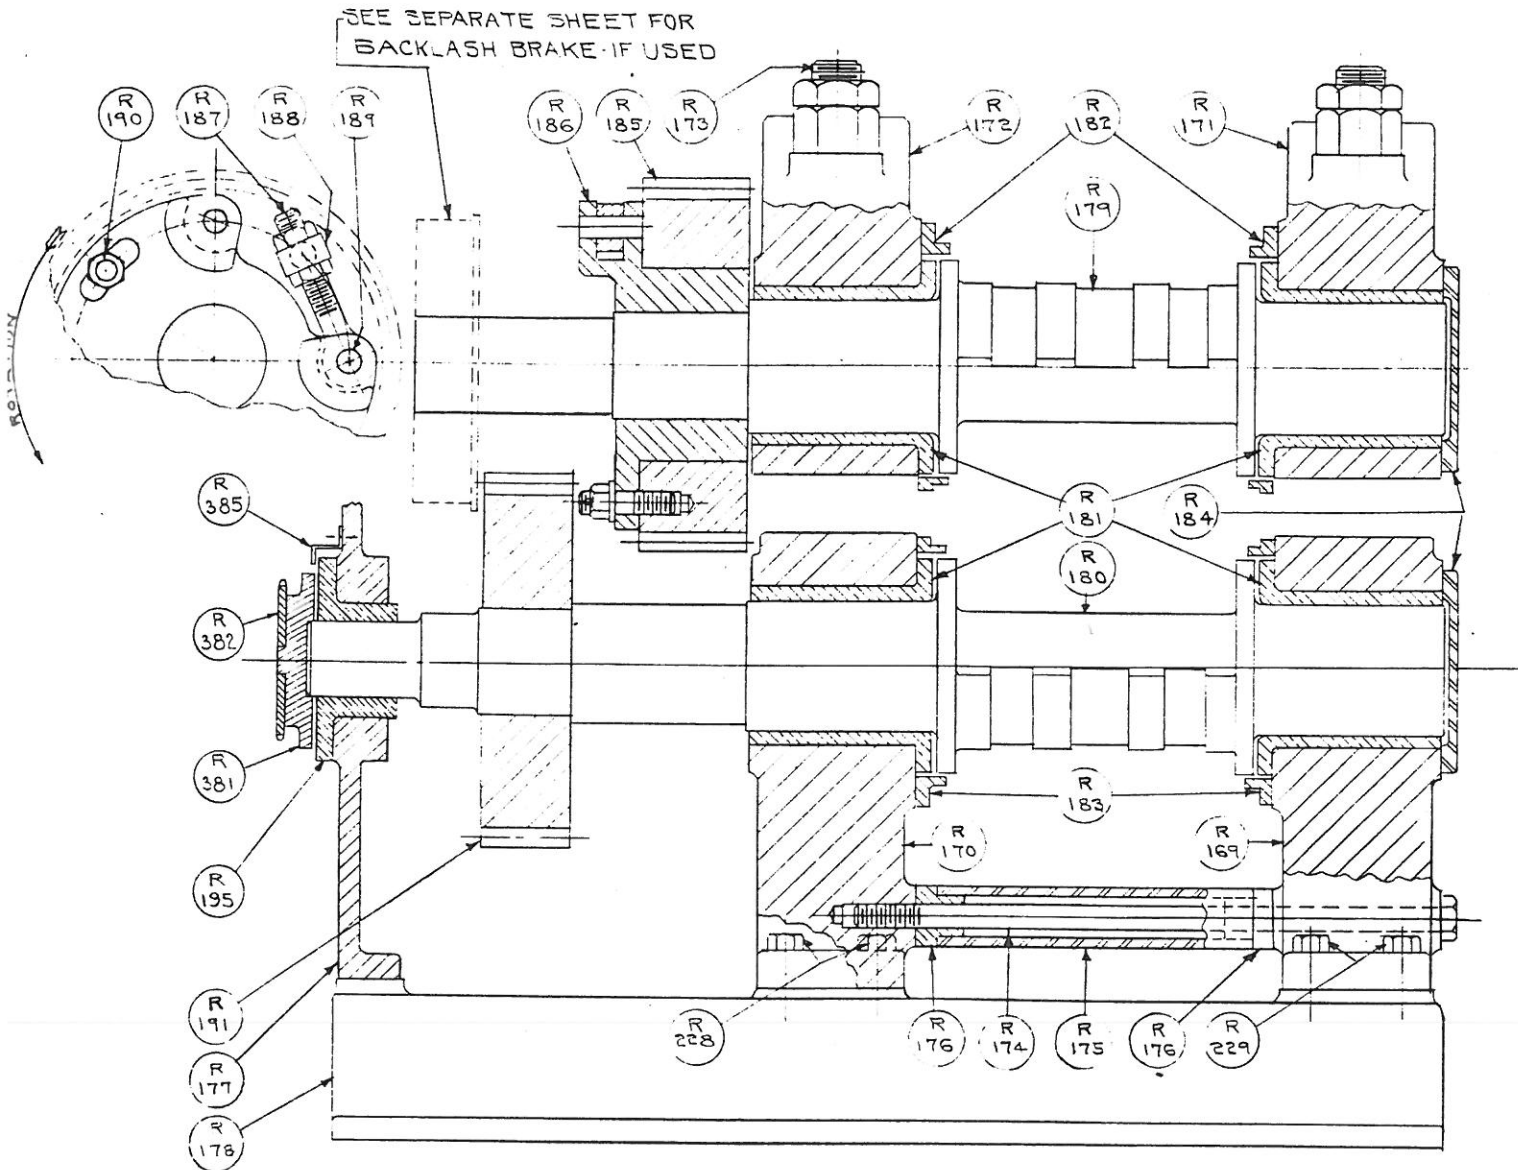 SEE SEPARATE SHEET FOR
BACKLASH BRAKE-IF USED
R
190
R
187
R
188
R
189
R
186
R
185
R
173
R
172
R
182
R
171
R
179
ROTATION
R
385
R
181
R
184
R
180
R
382
R
381
R
183
R
170
R
169
R
195
R
191
R
228
R
176
R
174
R
175
R
176
R
229
R
177
R
178